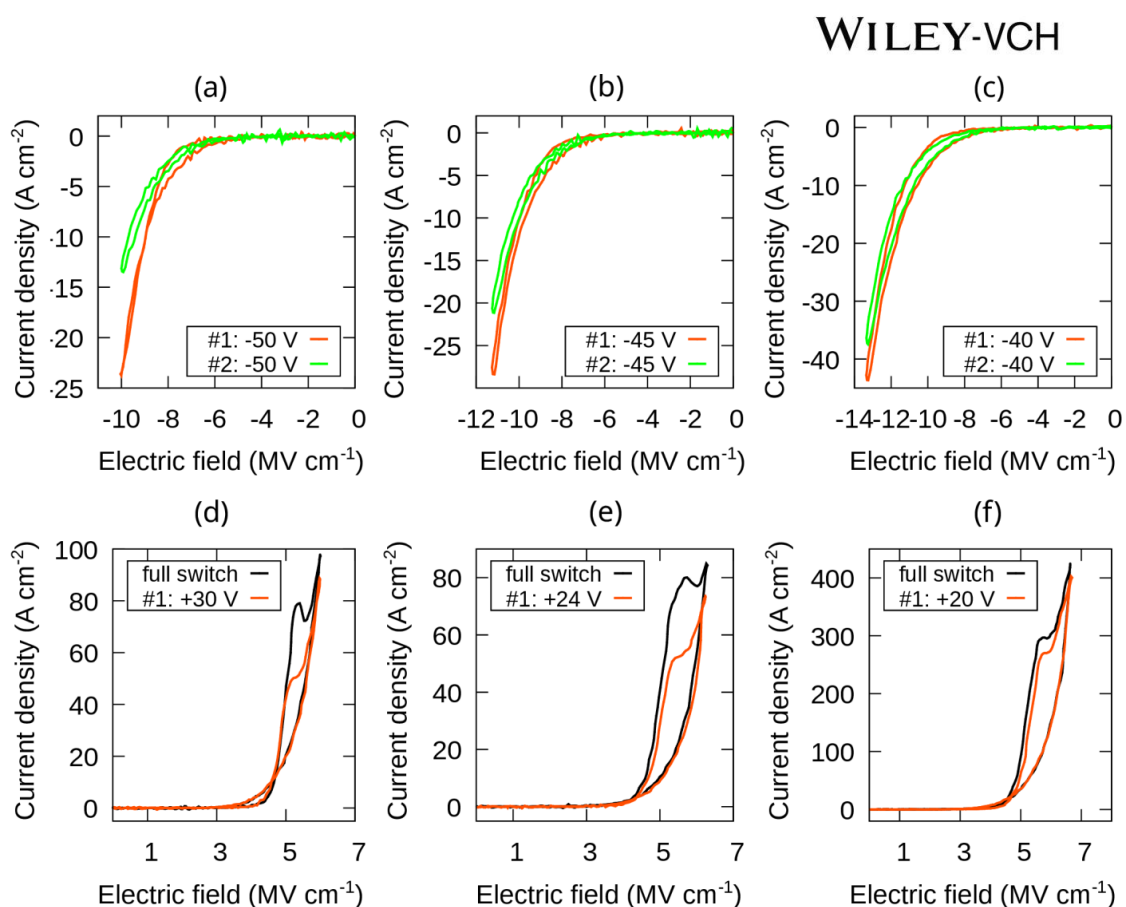 WILEY-VCH
(a)
(b)
(c)
Current density (A cm-2)
0
-5
-10
-15
-20
-25
#1: -50 V
#2: -50 V
-10 -8 -6 -4 -2 0
Electric field (MV cm-1)
Current density (A cm-2)
0
-5
-10
-15
-20
-25
#1: -45 V
#2: -45 V
-12 -10 -8 -6 -4 -2 0
Electric field (MV cm-1)
Current density (A cm-2)
0
-10
-20
-30
-40
#1: -40 V
#2: -40 V
-14 -12 -10 -8 -6 -4 -2 0
Electric field (MV cm-1)
(d)
(e)
(f)
Current density (A cm-2)
100
80
60
40
20
0
full switch
#1: +30 V
1 3 5 7
Electric field (MV cm-1)
Current density (A cm-2)
80
60
40
20
0
full switch
#1: +24 V
1 3 5 7
Electric field (MV cm-1)
Current density (A cm-2)
400
300
200
100
0
full switch
#1: +20 V
1 3 5 7
Electric field (MV cm-1)